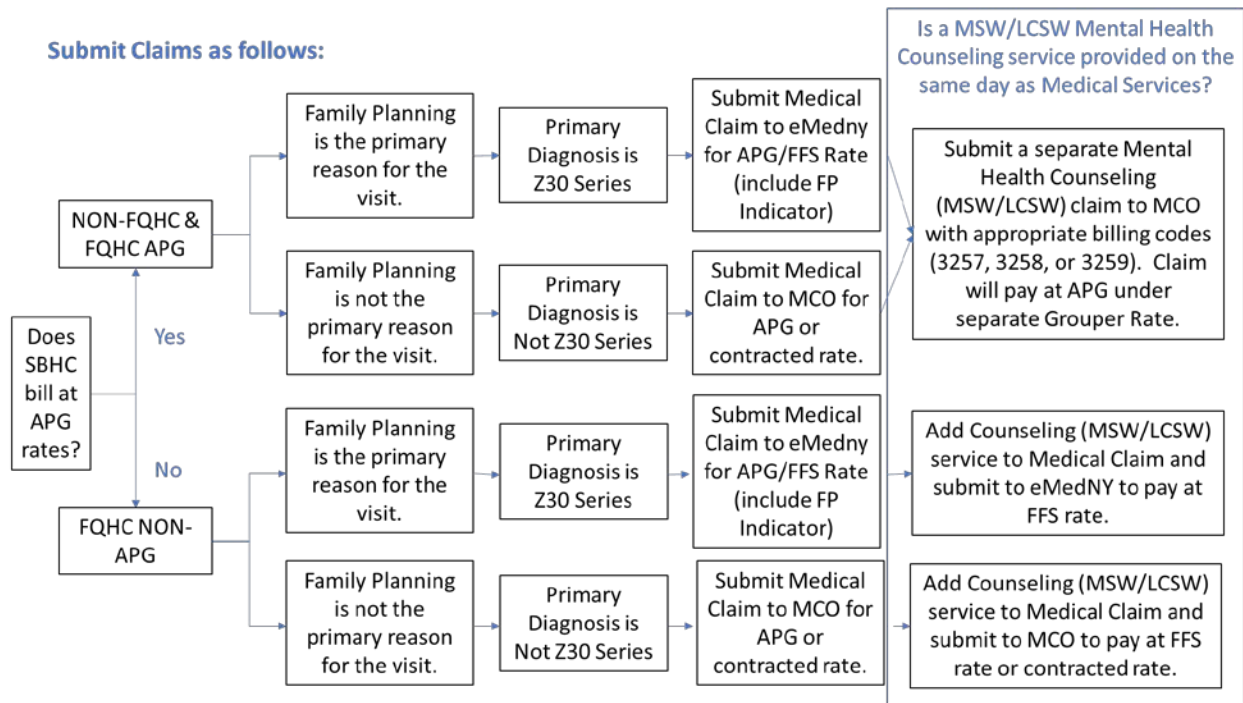 Submit Claims as follows:
Is a MSW/LCSW Mental Health
Counseling service provided on the
same day as Medical Services?
Does
SBHC
bill at
APG
rates?
Yes
No
NON-FQHC &
FQHC APG
Family Planning
is the primary
reason for the
visit.
Primary
Diagnosis is
Z30 Series
Submit Medical
Claim to eMedny
for APG/FFS Rate
(include FP
Indicator)
Family Planning
is not the
primary reason
for the visit.
Primary
Diagnosis is
Not Z30 Series
Submit Medical
Claim to MCO for
APG or
contracted rate.
Submit a separate Mental
Health Counseling
(MSW/LCSW) claim to MCO
with appropriate billing codes
(3257, 3258, or 3259).  Claim
will pay at APG under
separate Grouper Rate.
FQHC NON-
APG
Family Planning
is the primary
reason for the
visit.
Primary
Diagnosis is
Z30 Series
Submit Medical
Claim to eMedny
for APG/FFS Rate
(include FP
Indicator)
Add Counseling (MSW/LCSW)
service to Medical Claim and
submit to eMedNY to pay at
FFS rate.
Family Planning
is not the primary
reason for the visit.
Primary
Diagnosis is
Not Z30 Series
Submit Medical
Claim to MCO for
APG or
contracted rate.
Add Counseling (MSW/LCSW)
service to Medical Claim and
submit to MCO to pay at FFS
rate or contracted rate.